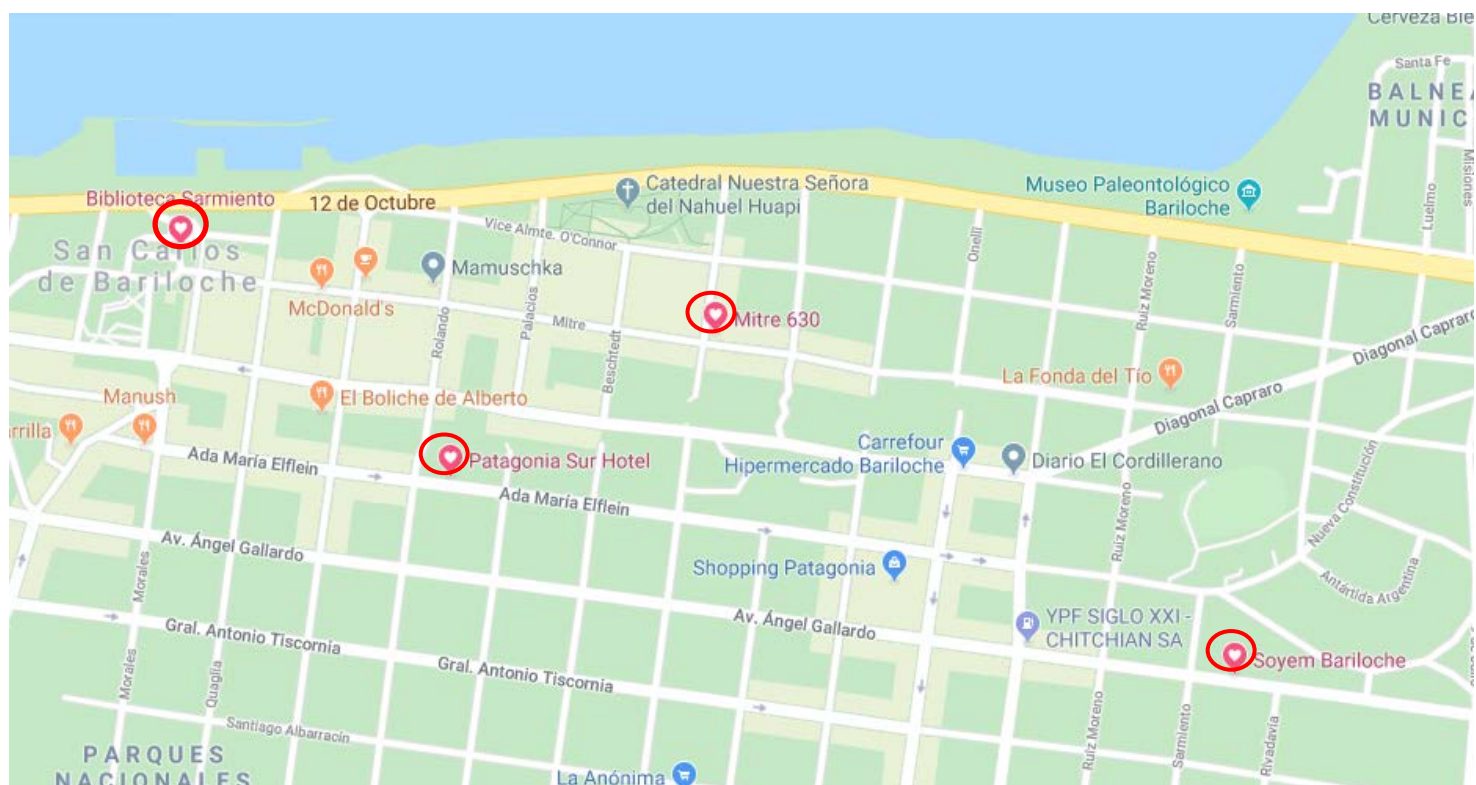 Cerveza Ble
Santa Fe
BALNEA
MUNIC
Misiones
Luelmo
Biblioteca Sarmiento
12 de Octubre
Catedral Nuestra Señora
del Nahuel Huapi
Museo Paleontológico
Bariloche
Vice Almte. O'Connor
Onelli
San Carlos
de Bariloche
Mamuschka
McDonald's
Palacios
Rolando
Mitre
Mitre 630
Ruiz Moreno
Sarmiento
Beschtedt
Diagonal Capraro
La Fonda del Tío
Manush
El Boliche de Alberto
Diagonal Capraro
rrilla
Ada María Elflein
Patagonia Sur Hotel
Carrefour
Hipermercado Bariloche
Diario El Cordillerano
Ada María Elflein
Ruiz Moreno
Nueva Constitución
Av. Ángel Gallardo
Morales
Shopping Patagonia
Antártida Argentina
Av. Ángel Gallardo
YPF SIGLO XXI -
CHITCHIAN SA
Gral. Antonio Tiscornia
Gral. Antonio Tiscornia
Soyem Bariloche
Morales
Quaglia
Santiago Albarracín
Ruiz Moreno
Sarmiento
Rivadavia
PARQUES
NACIONALES
La Anónima